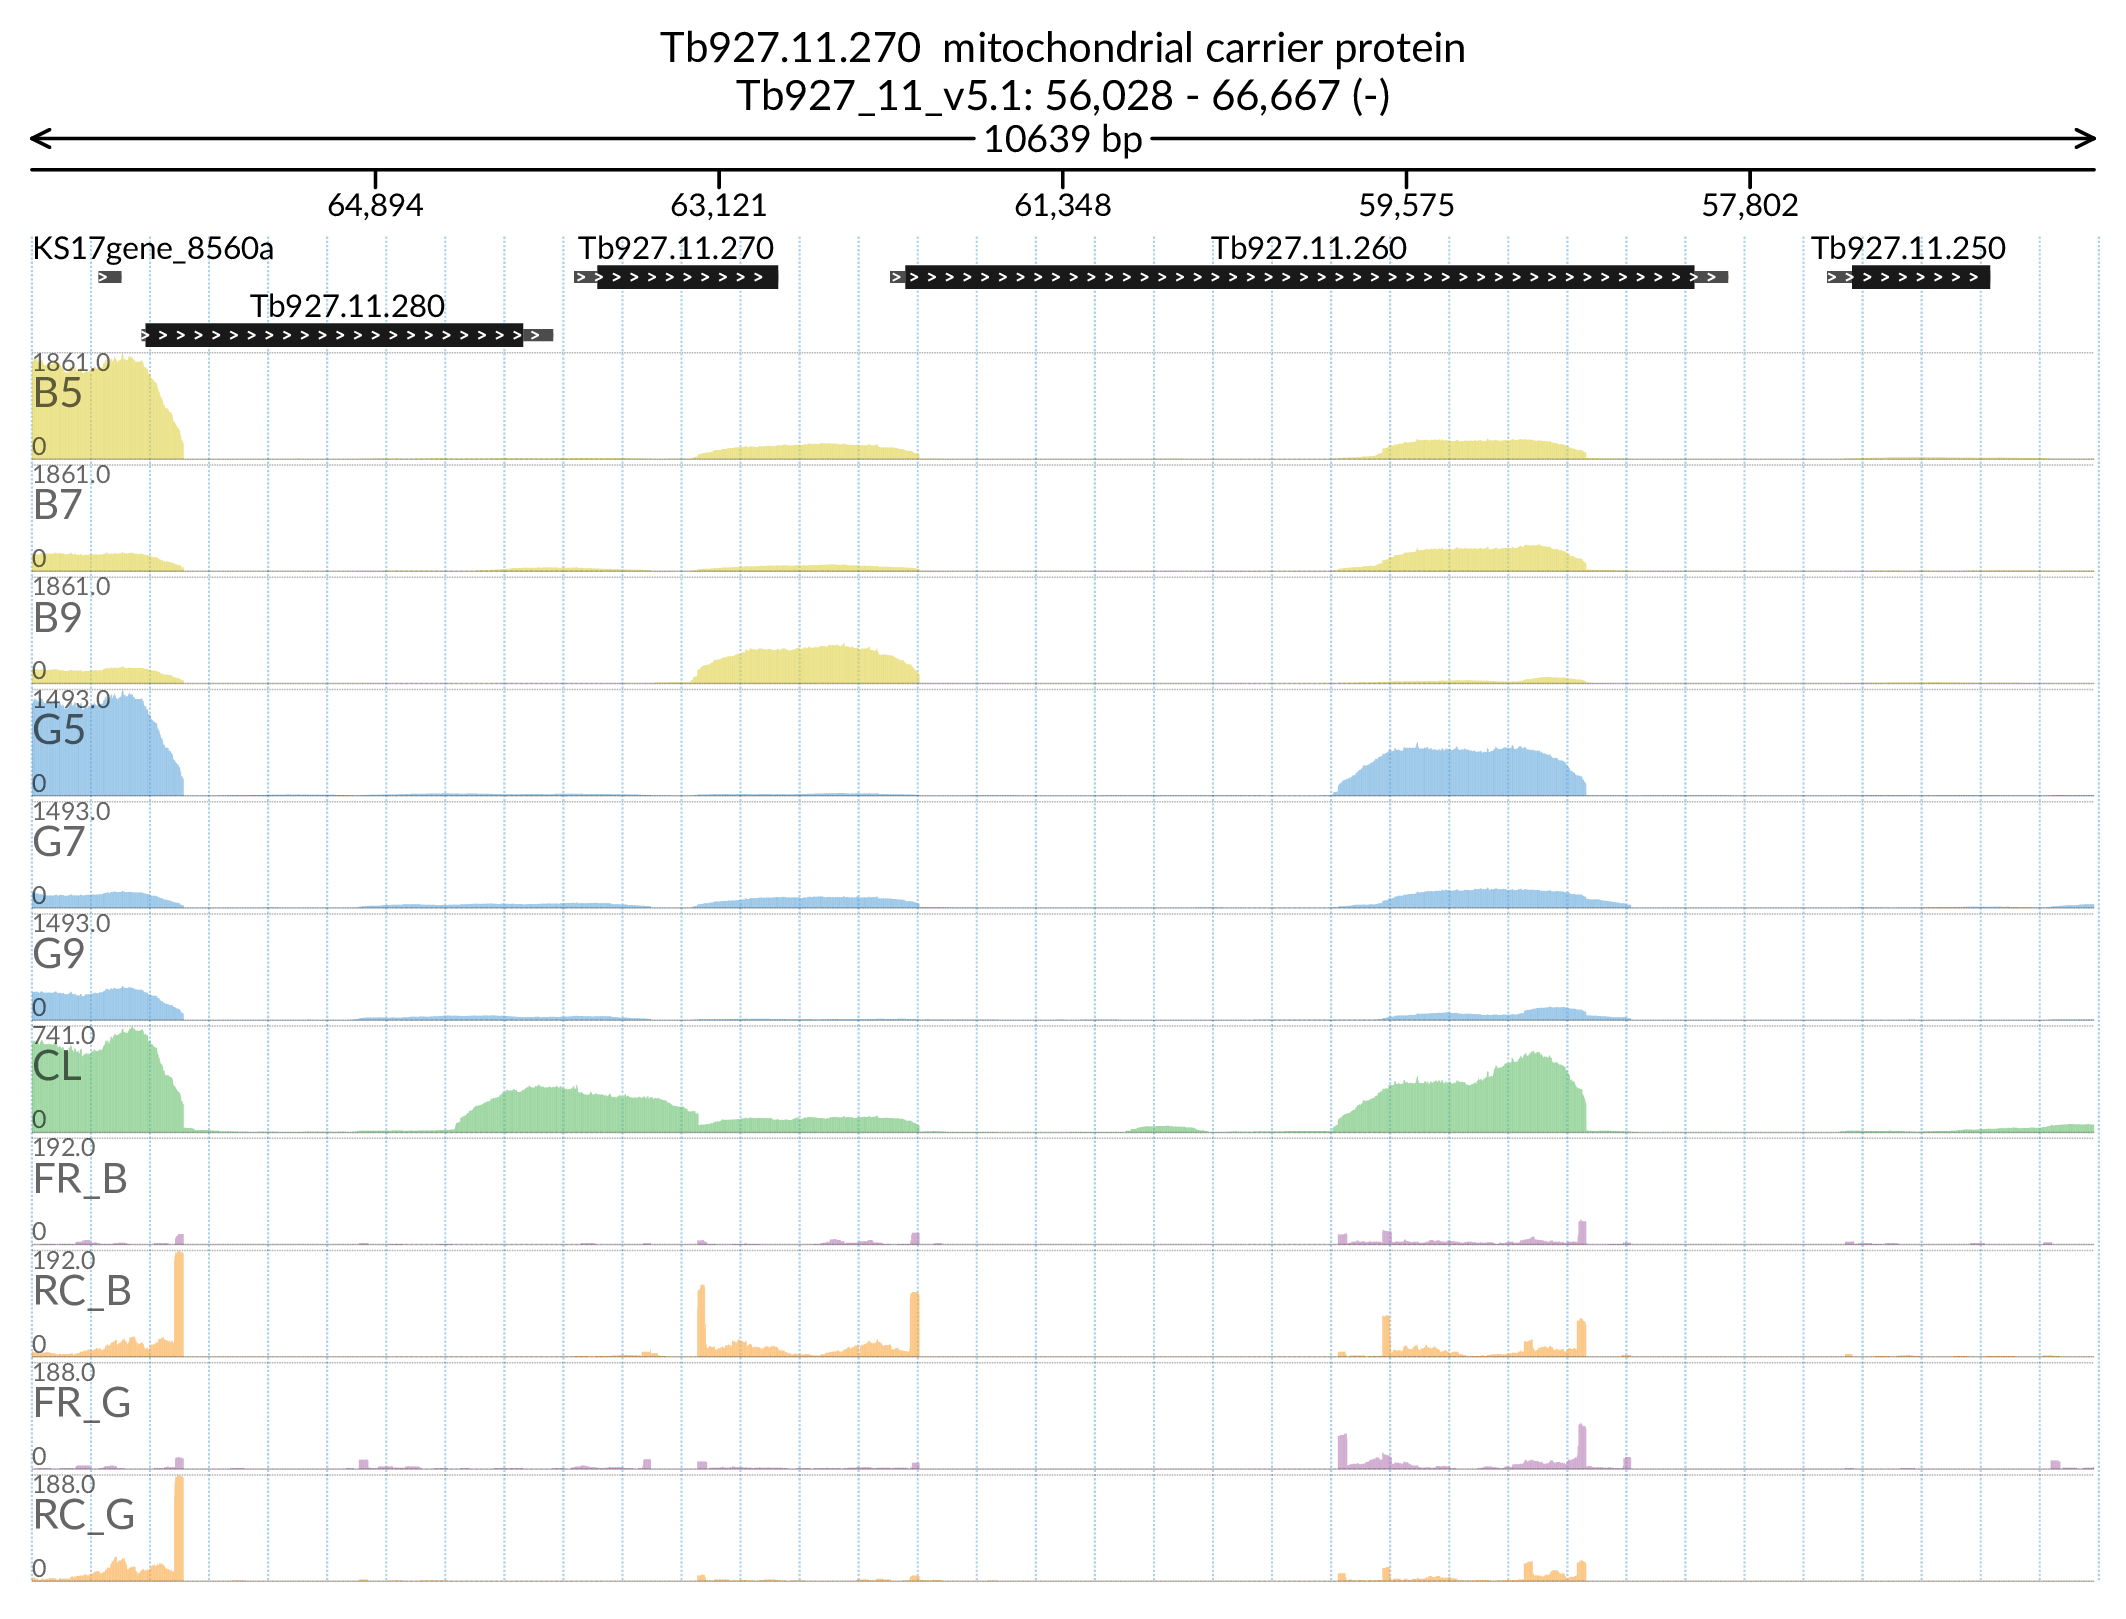 Tb927.11.270  mitochondrial carrier protein
Tb927_11_v5.1: 56,028 - 66,667 (-)
10639 bp
64,894 63,121 61,348 59,575 57,802
KS17gene_8560a Tb927.11.270 Tb927.11.260 Tb927.11.250
Tb927.11.280
1861.0
B5
0
1861.0
B7
0
1861.0
B9
0
1493.0
G5
0
1493.0
G7
0
1493.0
G9
0
741.0
CL
0
192.0
FR_B
0
192.0
RC_B
0
188.0
FR_G
0
188.0
RC_G
0